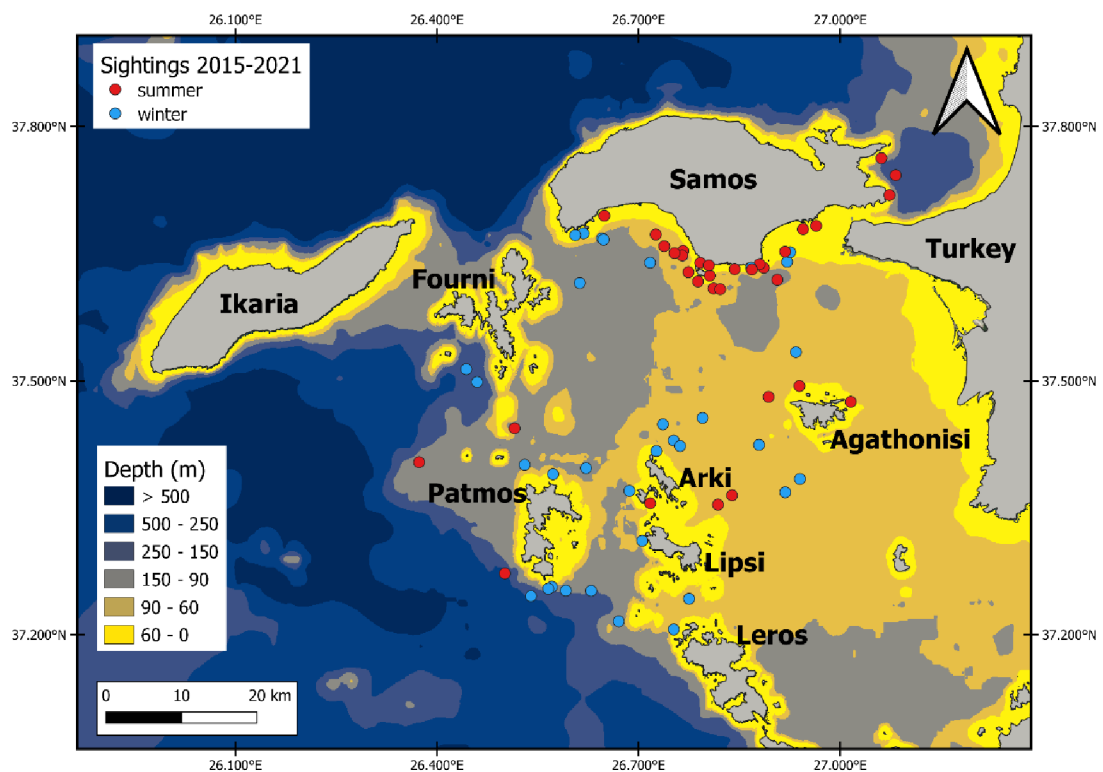 26.100°E 26.400°E 26.700°E 27.000°E
Sightings 2015-2021
summer
winter
37.800°N 37.800°N
Samos
Turkey
Fourni
Ikaria
37.500°N 37.500°N
Agathonisi
Depth (m)
> 500
500 - 250
250 - 150
150 - 90
90 - 60
60 - 0
Arki
Patmos
Lipsi
37.200°N 37.200°N
Leros
0 10 20 km
26.100°E 26.400°E 26.700°E 27.000°E